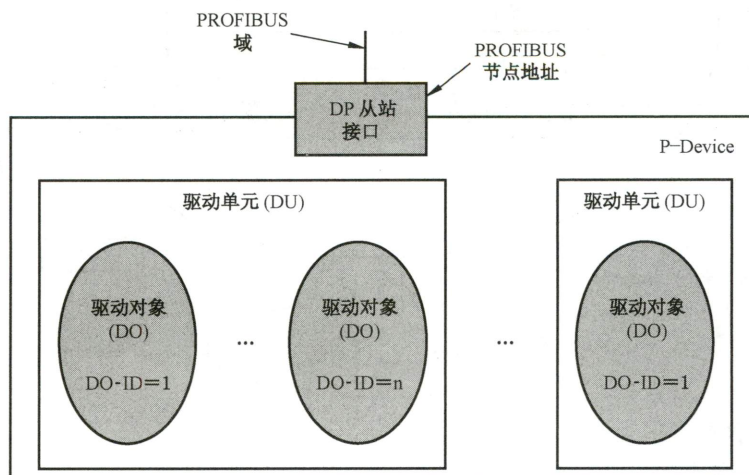 PROFIBUS
域
PROFIBUS
节点地址
DP 从站
接口
P-Device
驱动单元 (DU)
驱动单元 (DU)
驱动对象
(DO)
DO-ID=1
...
驱动对象
(DO)
DO-ID=n
...
驱动对象
(DO)
DO-ID=1